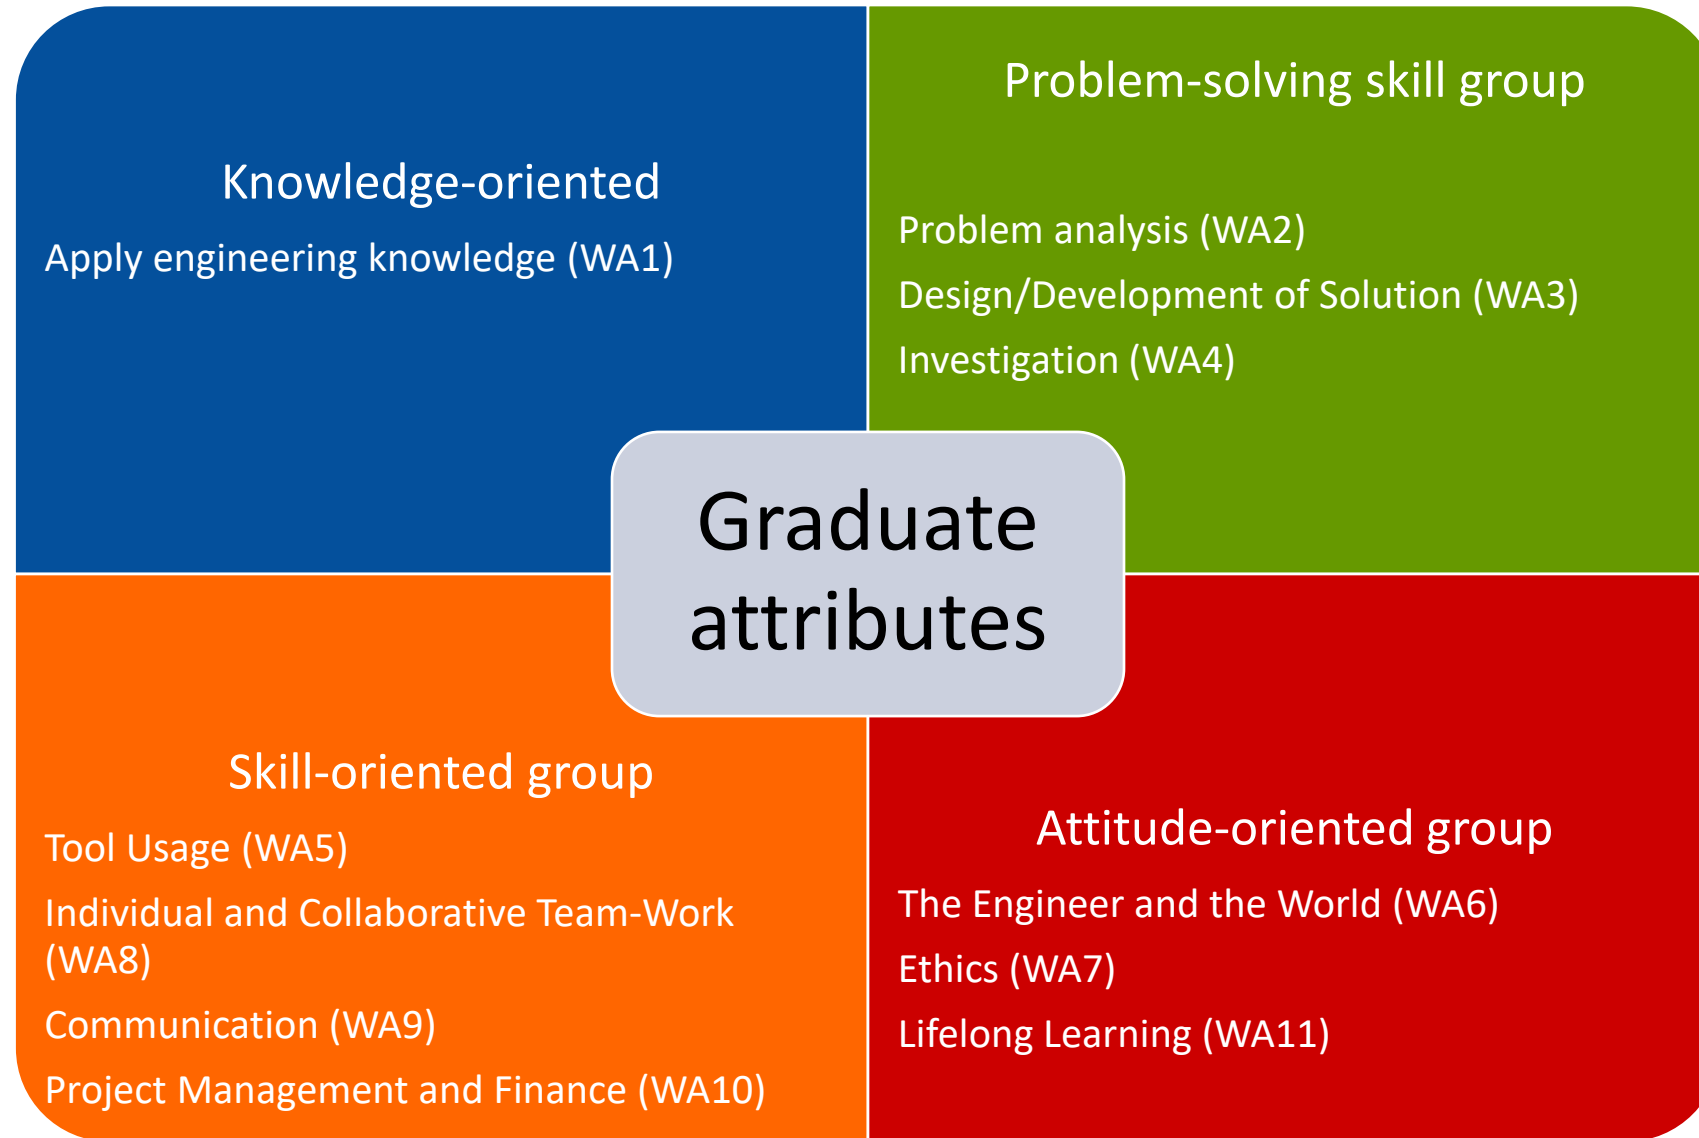 Knowledge-oriented
Apply engineering knowledge (WA1)
Problem-solving skill group
Problem analysis (WA2)
Design/Development of Solution (WA3)
Investigation (WA4)
Graduate
attributes
Skill-oriented group
Tool Usage (WA5)
Individual and Collaborative Team-Work
(WA8)
Communication (WA9)
Project Management and Finance (WA10)
Attitude-oriented group
The Engineer and the World (WA6)
Ethics (WA7)
Lifelong Learning (WA11)